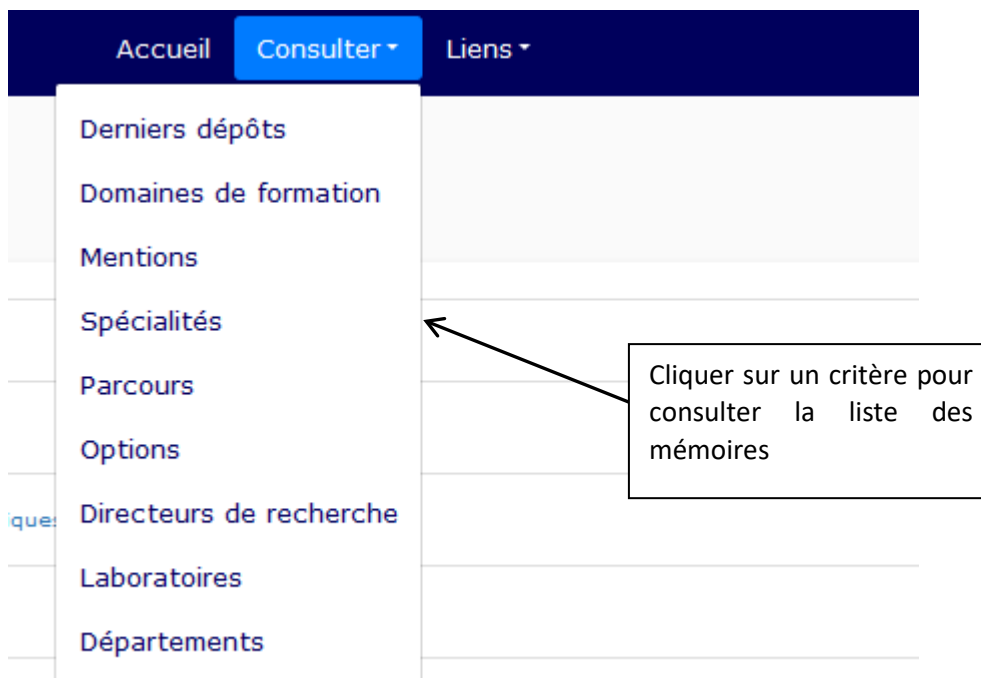 Accueil Consulter Liens
Derniers dépôts
Domaines de formation
Mentions
Spécialités
Parcours
Options
Directeurs de recherche
Laboratoires
Départements
Cliquer sur un critère pour
consulter la liste des
mémoires